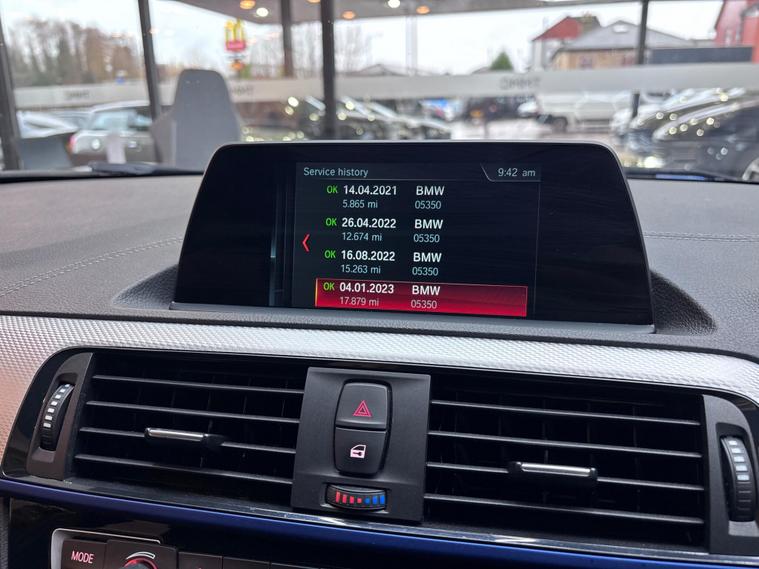 Service history
9:42 am
OK 14.04.2021 BMW
5.865 mi 05350
OK 26.04.2022 BMW
12.674 mi 05350
OK 16.08.2022 BMW
15.263 mi 05350
OK 04.01.2023 BMW
17.879 mi 05350
MODE